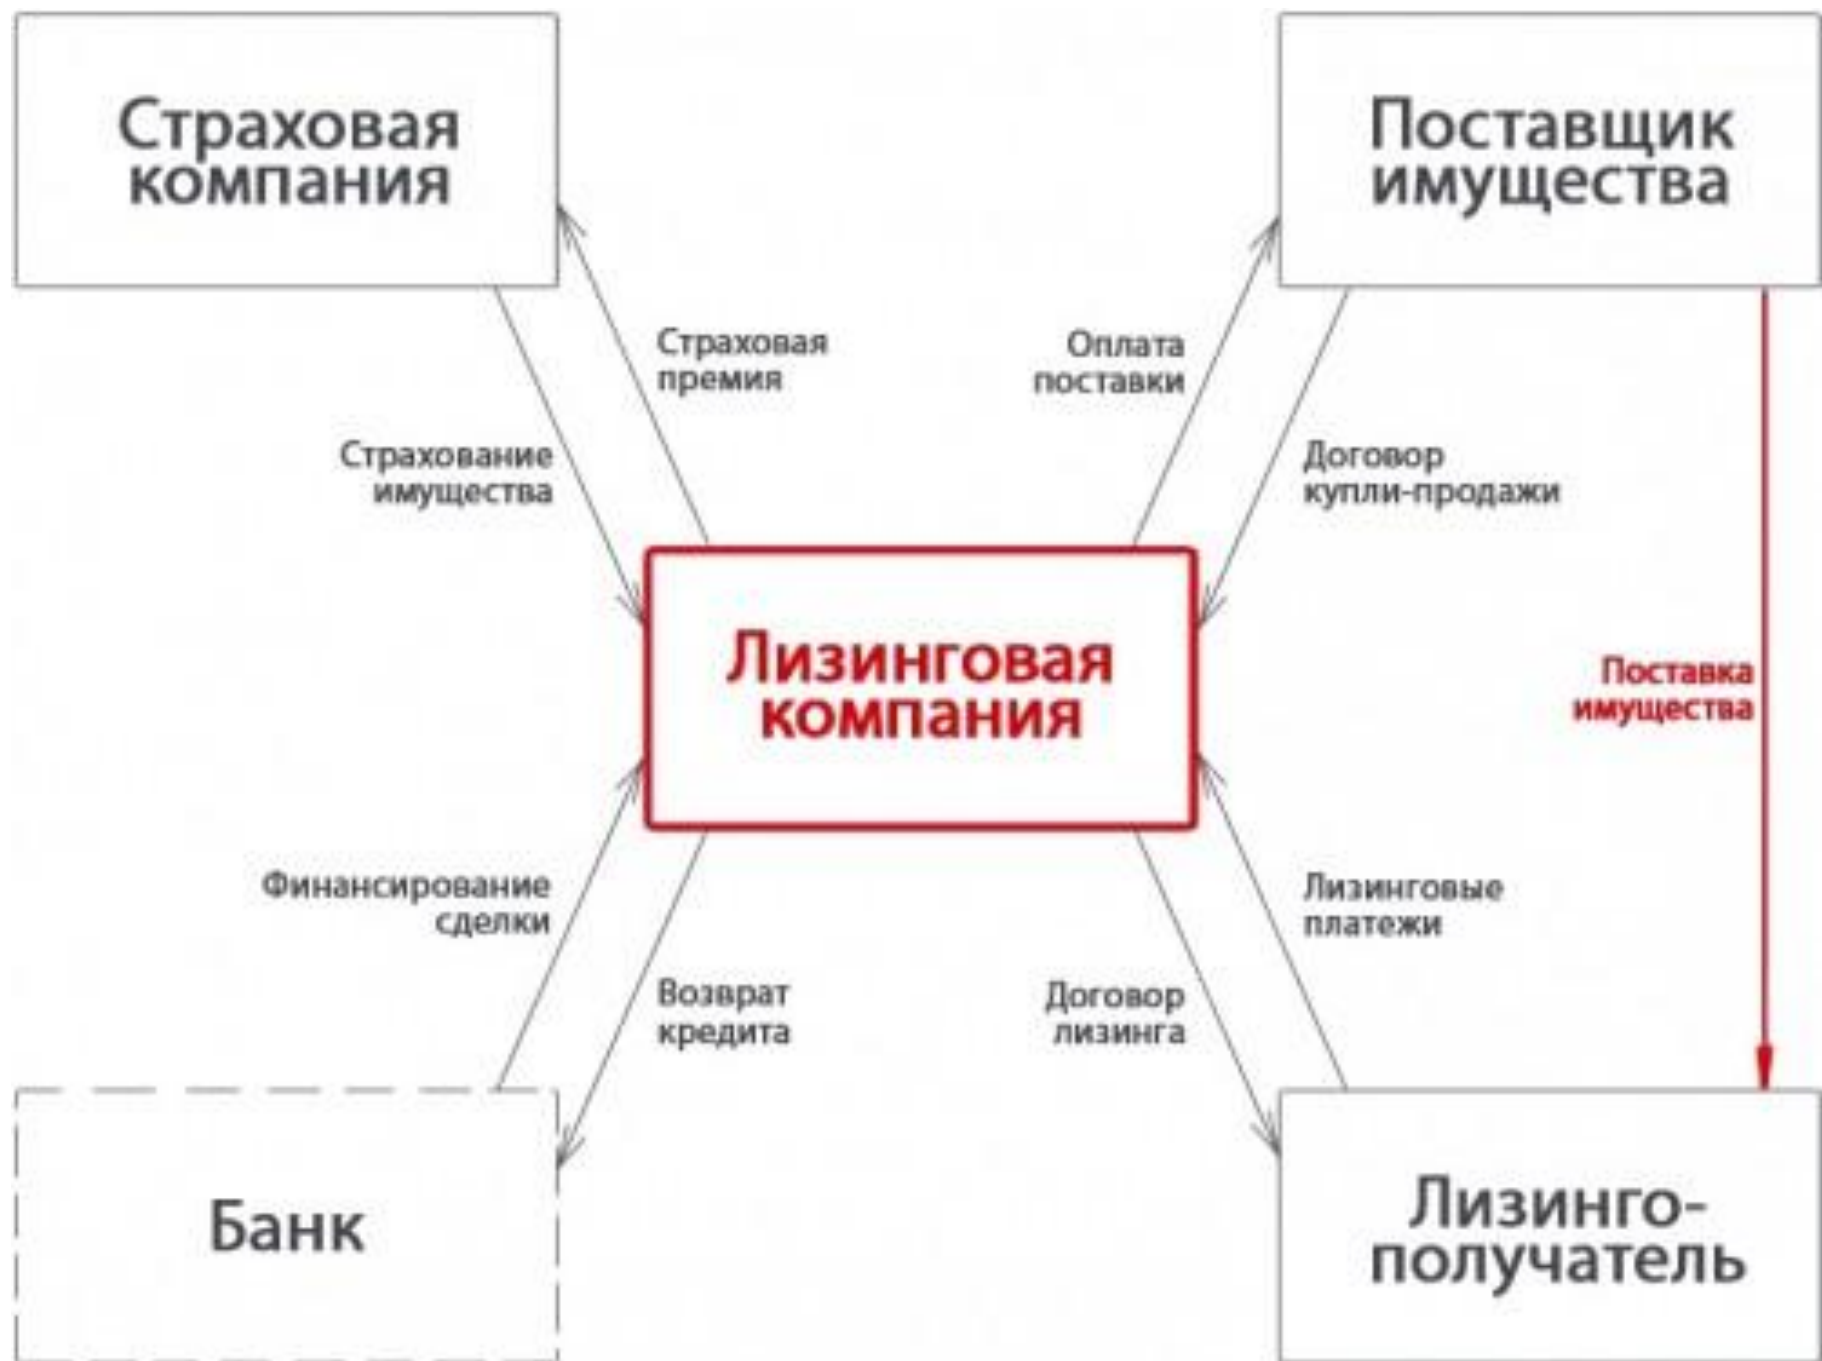 Страховая
компания
Поставщик
имущества
Страховая
премия
Оплата
поставки
Страхование
имущества
Договор
купли-продажи
Лизинговая
компания
Поставка
имущества
Финансирование
сделки
Лизинговые
платежи
Возврат
кредита
Договор
лизинга
Банк
Лизинго-
получатель